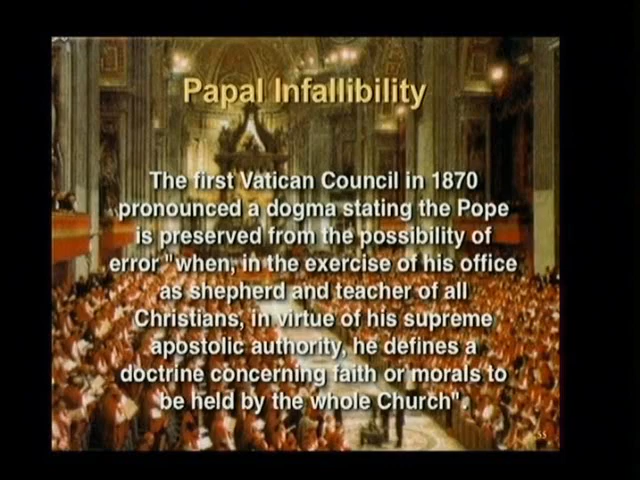 Papal Infallibility
The first Vatican Council in 1870
pronounced a dogma stating the Pope
is preserved from the possibility of
error "when, in the exercise of his office
as shepherd and teacher of all
Christians, in virtue of his supreme
apostolic authority, he defines a
doctrine concerning faith or morals to
be held by the whole Church".